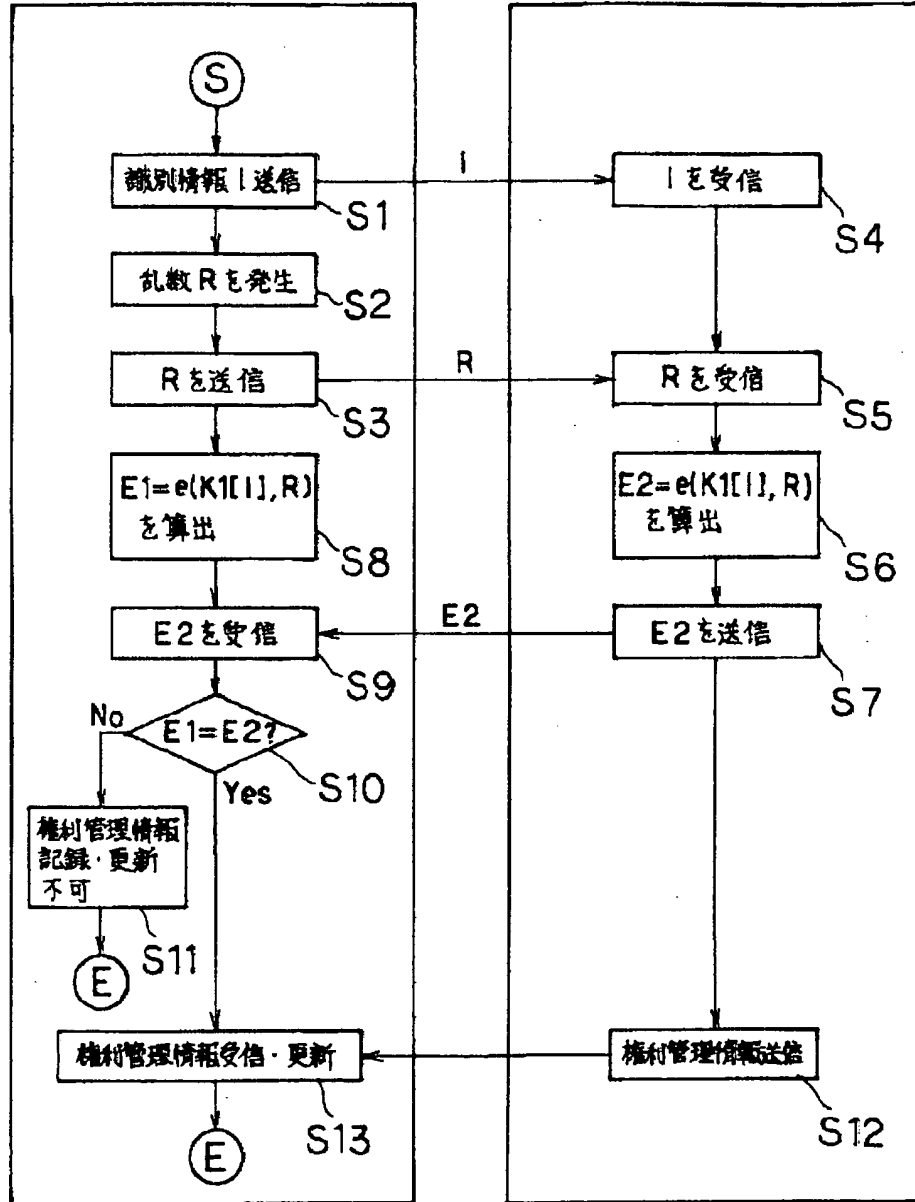 S
識別情報I送信
S1
I
Iを受信
S4
乱数Rを発生
S2
Rを送信
S3
R
Rを受信
S5
E1=e(K1[I],R)
を算出
S8
E2=e(K1[I],R)
を算出
S6
E2を受信
S9
E2
E2を送信
S7
E1=E2?
S10
No
Yes
権利管理情報
記録・更新
不可
S11
E
権利管理情報受信・更新
S13
権利管理情報送信
S12
E